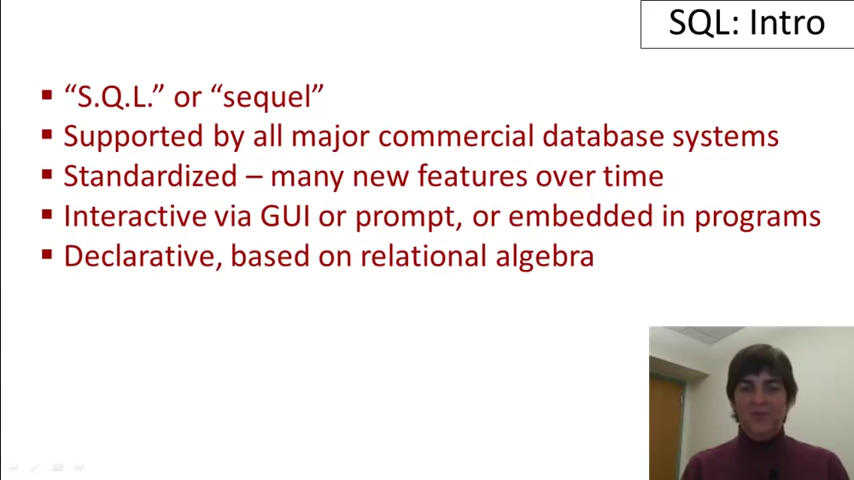 SQL: Intro
“S.Q.L.” or “sequel”
Supported by all major commercial database systems
Standardized – many new features over time
Interactive via GUI or prompt, or embedded in programs
Declarative, based on relational algebra